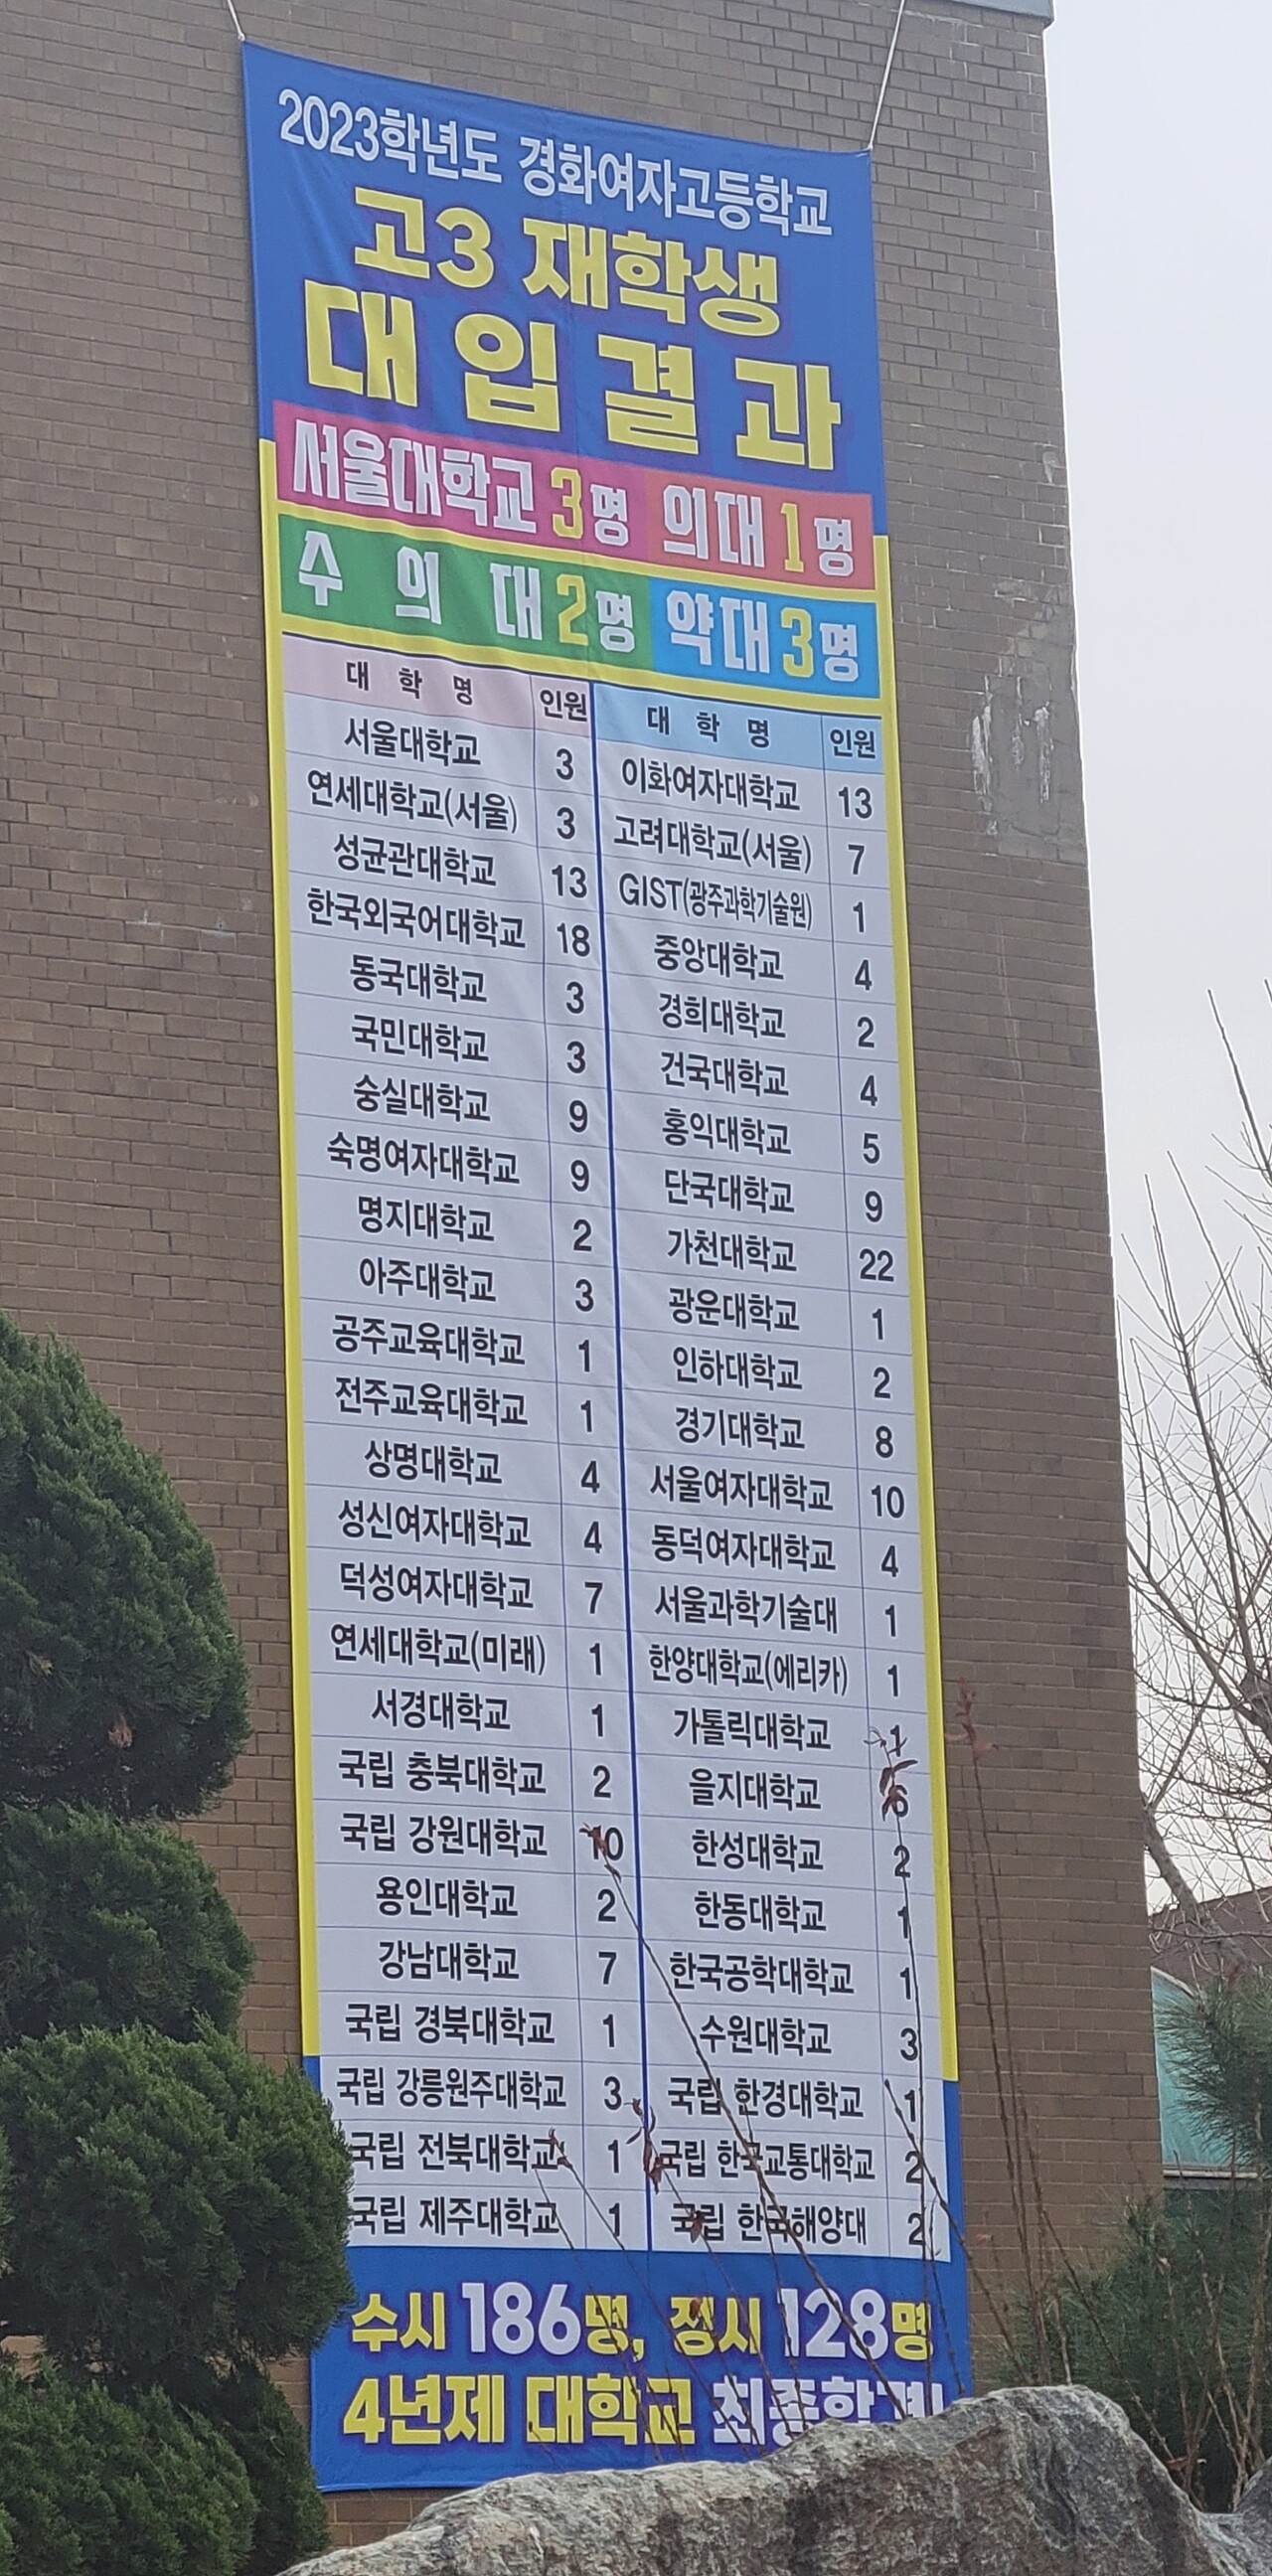 2023학년도 경화여자고등학교
고3 재학생
대입결과
서울대학교 3명 의대 1명
수의대 2명 약대 3명
대학명 인원 대학명 인원
서울대학교 3 이화여자대학교 13
연세대학교(서울) 3 고려대학교(서울) 7
성균관대학교 13 GIST(광주과학기술원) 1
한국외국어대학교 18 중앙대학교 4
동국대학교 3 경희대학교 2
국민대학교 3 건국대학교 4
숭실대학교 9 홍익대학교 5
숙명여자대학교 9 단국대학교 9
명지대학교 2 가천대학교 22
아주대학교 3 광운대학교 1
공주교육대학교 1 인하대학교 2
전주교육대학교 1 경기대학교 8
상명대학교 4 서울여자대학교 10
성신여자대학교 4 동덕여자대학교 4
덕성여자대학교 7 서울과학기술대 1
연세대학교(미래) 1 한양대학교(에리카) 1
서경대학교 1 가톨릭대학교 1
국립 충북대학교 2 을지대학교
국립 강원대학교 10 한성대학교 2
용인대학교 2 한동대학교 1
강남대학교 7 한국공학대학교 1
국립 경북대학교 1 수원대학교 3
국립 강릉원주대학교 3 국립 한경대학교 1
국립 전북대학교 1 국립 한국교통대학교 2
국립 제주대학교 1 국립 한국해양대 2
수시 186명, 정시 128명
4년제 대학교 최종합격!